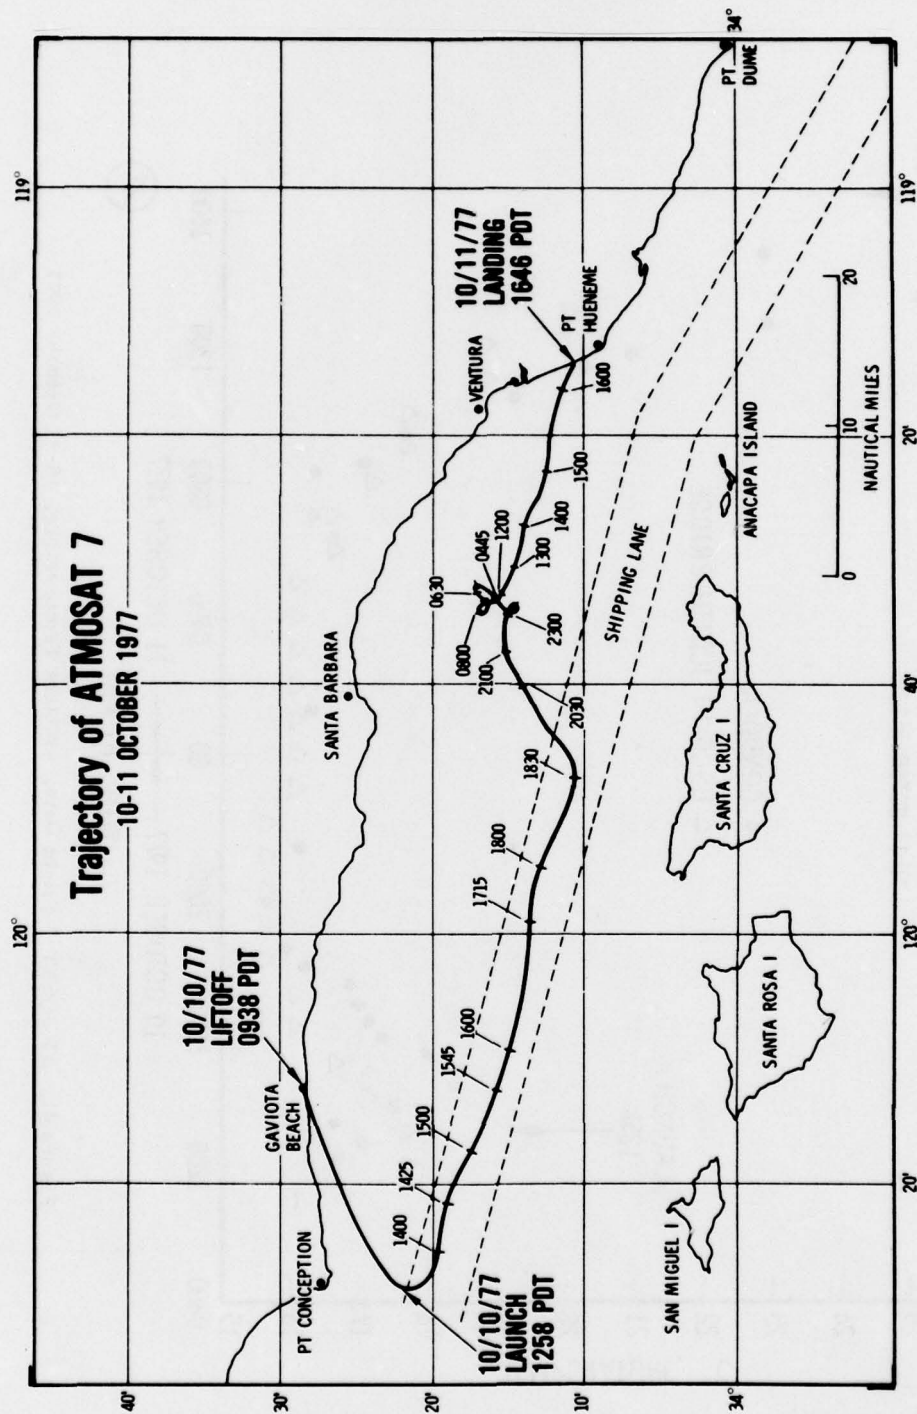 Trajectory of ATMOSAT 7
10-11 OCTOBER 1977
119°
120°
40'
30'
20'
10'
34°
10/10/77
LIFTOFF
0938 PDT
GAVIOTA
BEACH
PT CONCEPTION
SANTA BARBARA
VENTURA
10/11/77
LANDING
1646 PDT
PT
HUENEME
PT
DUME
34°
10/10/77
LAUNCH
1258 PDT
1400
1425
1500
1545
1600
1715
1800
1830
2030
2100
2300
0800
0630
0445
1200
1300
1400
1500
1600
SHIPPING LANE
SAN MIGUEL I
SANTA ROSA I
SANTA CRUZ I
ANACAPA ISLAND
0
10
20
NAUTICAL MILES
20'
120°
40'
20'
119°